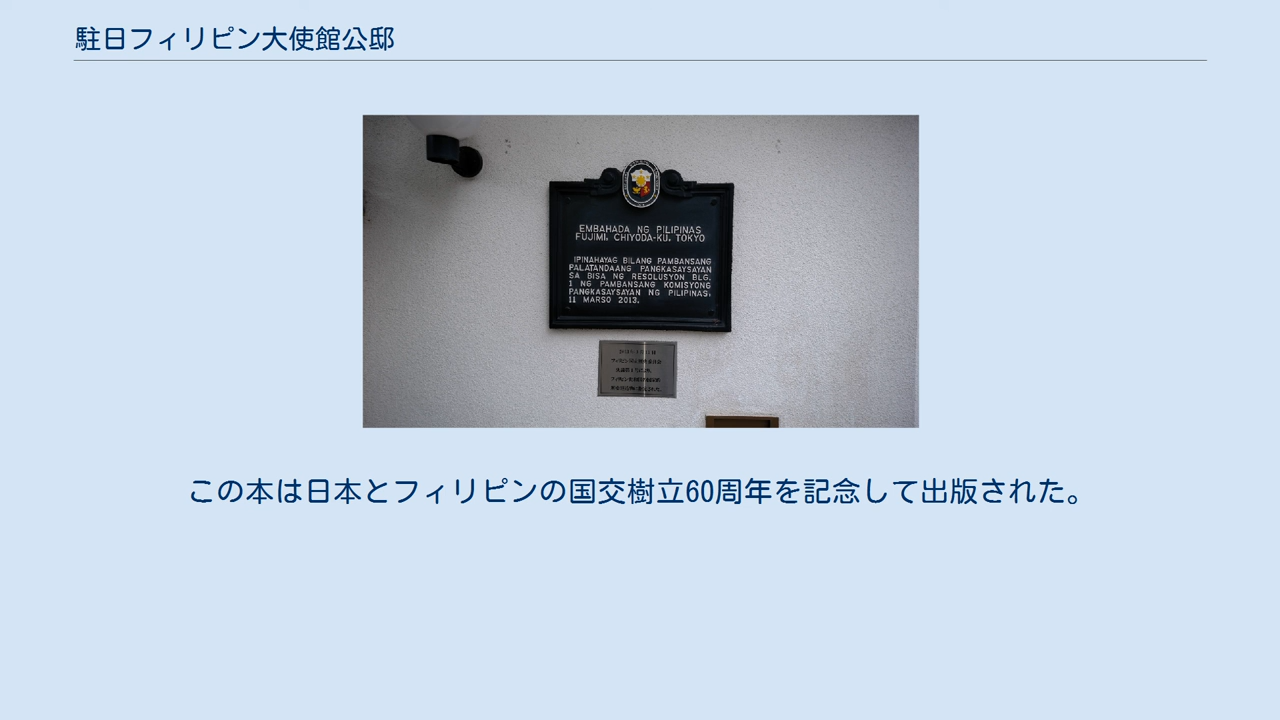 駐日フィリピン大使館公邸
EMBAHADA NG PILIPINAS
FUJIMI, CHIYODA-KU, TOKYO
IPINAHAYAG BILANG PAMBANSANG
PALATANDAANG PANGKASAYSAYAN
SA BISA NG RESOLUSYON BLG.
1 NG PAMBANSANG KOMISYONG
PANGKASAYSAYAN NG PILIPINAS,
11 MARSO 2013.
この本は日本とフィリピンの国交樹立60周年を記念して出版された。